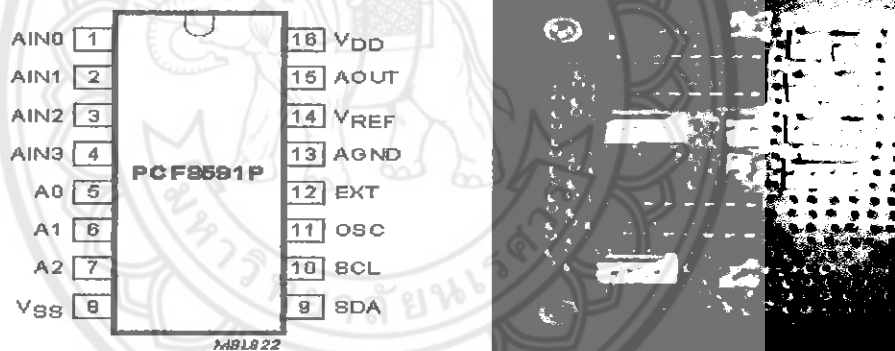 AIN0 1 16 VDD
AIN1 2 15 AOUT
AIN2 3 14 VREF
AIN3 4 13 AGND
PCF8591P
A0 5 12 EXT
A1 6 11 OSC
A2 7 10 SCL
VSS 8 9 SDA
MBL822